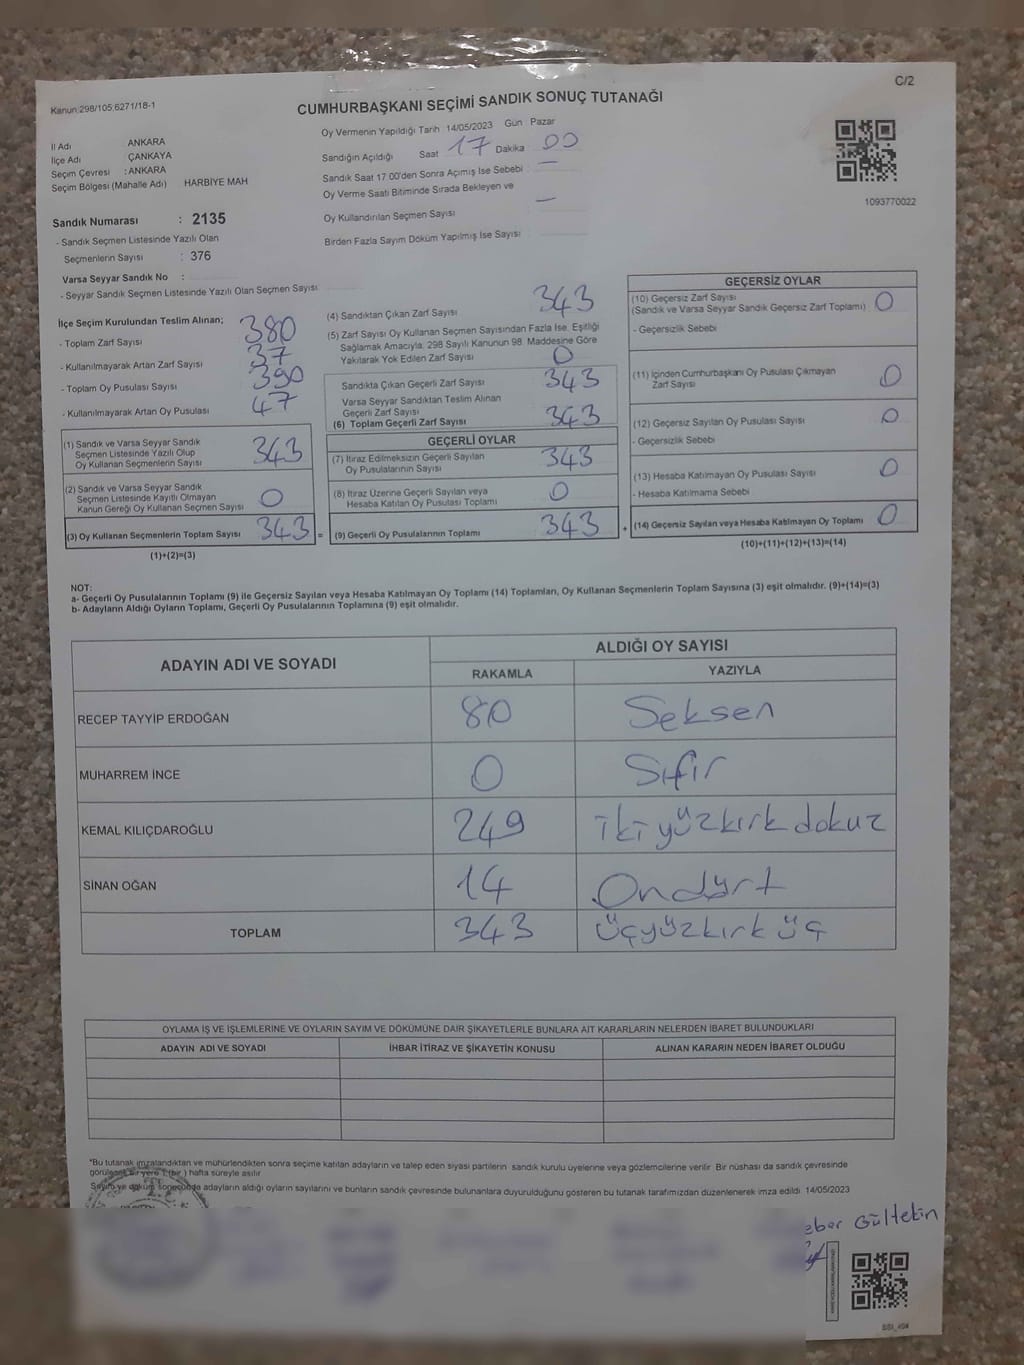 C/2
Kanun:298/105;6271/18-1
CUMHURBAŞKANI SEÇİMİ SANDIK SONUÇ TUTANAĞI
İl Adı ANKARA
İlçe Adı ÇANKAYA
Seçim Çevresi : ANKARA
Seçim Bölgesi (Mahalle Adı) HARBİYE MAH
Sandık Numarası : 2135
- Sandık Seçmen Listesinde Yazılı Olan
Seçmenlerin Sayısı : 376
Varsa Seyyar Sandık No :
- Seyyar Sandık Seçmen Listesinde Yazılı Olan Seçmen Sayısı
Oy Vermenin Yapıldığı Tarih 14/05/2023 Gün Pazar
Sandığın Açıldığı Saat 17 Dakika 00
Sandık Saat 17:00'den Sonra Açımış İse Sebebi —
Oy Verme Saati Bitiminde Sırada Bekleyen ve
Oy Kullandırılan Seçmen Sayısı —
Birden Fazla Sayım Döküm Yapılmış İse Sayısı
1093770022
İlçe Seçim Kurulundan Teslim Alınan;
- Toplam Zarf Sayısı 380
- Kullanılmayarak Artan Zarf Sayısı 37
- Toplam Oy Pusulası Sayısı 390
- Kullanılmayarak Artan Oy Pusulası 47
(1) Sandık ve Varsa Seyyar Sandık
Seçmen Listesinde Yazılı Olup
Oy Kullanan Seçmenlerin Sayısı 343
(2) Sandık ve Varsa Seyyar Sandık
Seçmen Listesinde Kayıtlı Olmayan
Kanun Gereği Oy Kullanan Seçmen Sayısı 0
(3) Oy Kullanan Seçmenlerin Toplam Sayısı 343 =
(1)+(2)=(3)
(4) Sandıktan Çıkan Zarf Sayısı 343
(5) Zarf Sayısı Oy Kullanan Seçmen Sayısından Fazla İse, Eşitliği
Sağlamak Amacıyla, 298 Sayılı Kanunun 98. Maddesine Göre
Yakılarak Yok Edilen Zarf Sayısı 0
Sandıkta Çıkan Geçerli Zarf Sayısı 343
Varsa Seyyar Sandıktan Teslim Alınan
Geçerli Zarf Sayısı
(6) Toplam Geçerli Zarf Sayısı 343
GEÇERLİ OYLAR
(7) İtiraz Edilmeksizin Geçerli Sayılan
Oy Pusulalarının Sayısı 343
(8) İtiraz Üzerine Geçerli Sayılan veya
Hesaba Katılan Oy Pusulası Toplamı 0
(9) Geçerli Oy Pusulalarının Toplamı 343 +
GEÇERSİZ OYLAR
(10) Geçersiz Zarf Sayısı
(Sandık ve Varsa Seyyar Sandık Geçersiz Zarf Toplamı) 0
- Geçersizlik Sebebi
(11) İçinden Cumhurbaşkanı Oy Pusulası Çıkmayan
Zarf Sayısı 0
(12) Geçersiz Sayılan Oy Pusulası Sayısı 0
- Geçersizlik Sebebi
(13) Hesaba Katılmayan Oy Pusulası Sayısı 0
- Hesaba Katılmama Sebebi
(14) Geçersiz Sayılan veya Hesaba Katılmayan Oy Toplamı 0
(10)+(11)+(12)+(13)=(14)
NOT:
a- Geçerli Oy Pusulalarının Toplamı (9) ile Geçersiz Sayılan veya Hesaba Katılmayan Oy Toplamı (14) Toplamları, Oy Kullanan Seçmenlerin Toplam Sayısına (3) eşit olmalıdır. (9)+(14)=(3)
b- Adayların Aldığı Oyların Toplamı, Geçerli Oy Pusulalarının Toplamına (9) eşit olmalıdır.
ADAYIN ADI VE SOYADI ALDIĞI OY SAYISI
RAKAMLA YAZIYLA
RECEP TAYYİP ERDOĞAN 80 Seksen
MUHARREM İNCE 0 Sıfır
KEMAL KILIÇDAROĞLU 249 ikiyüzkırk dokuz
SİNAN OĞAN 14 Ondört
TOPLAM 343 üçyüzkırk üç
OYLAMA İŞ VE İŞLEMLERİNE VE OYLARIN SAYIM VE DÖKÜMÜNE DAİR ŞİKAYETLERLE BUNLARA AİT KARARLARIN NELERDEN İBARET BULUNDUKLARI
ADAYIN ADI VE SOYADI İHBAR İTİRAZ VE ŞİKAYETİN KONUSU ALINAN KARARIN NEDEN İBARET OLDUĞU
*Bu tutanak imzalandıktan ve mühürlendikten sonra seçime katılan adayların ve talep eden siyasi partilerin sandık kurulu üyelerine veya gözlemcilerine verilir. Bir nüshası da sandık çevresinde
görülecek bir yere 1 (bir) hafta süreyle asılır
Sayım ve döküm sonucunda adayların aldığı oyların sayılarını ve bunların sandık çevresinde bulunanlara duyurulduğunu gösteren bu tutanak tarafımızdan düzenlenerek imza edildi. 14/05/2023
T.C.
Gültekin